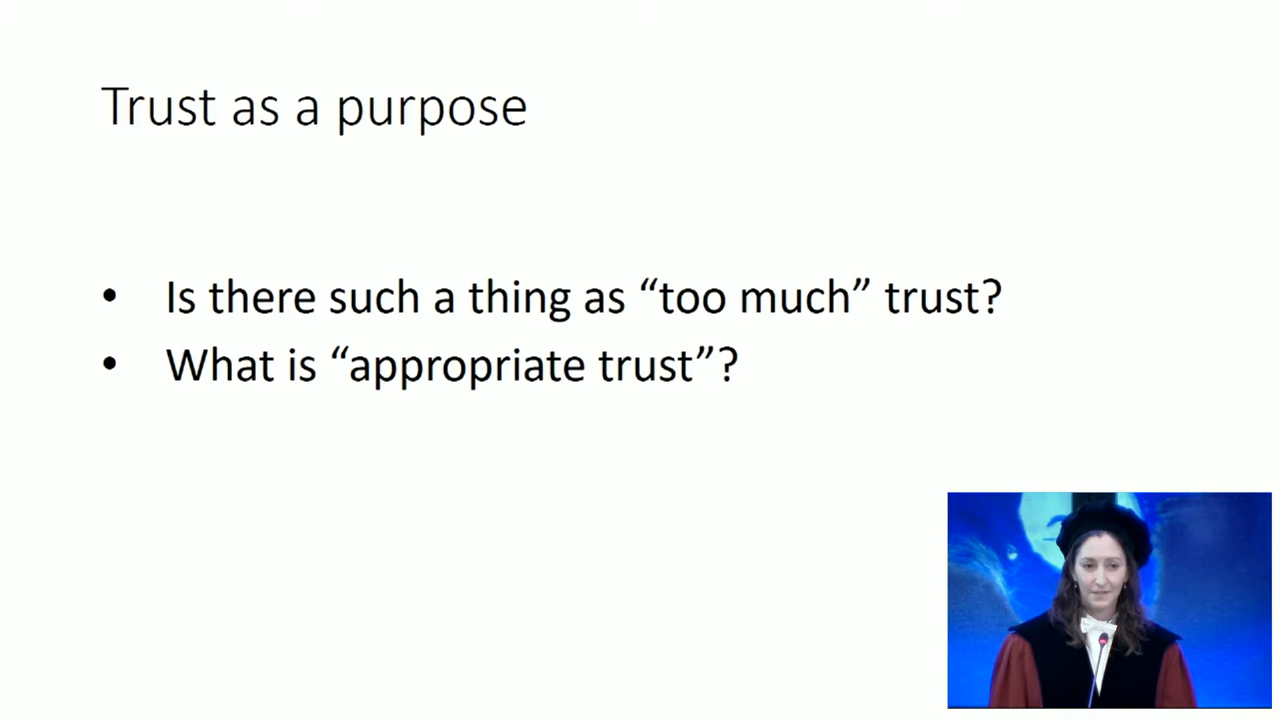 Trust as a purpose
• Is there such a thing as “too much” trust?
• What is “appropriate trust”?